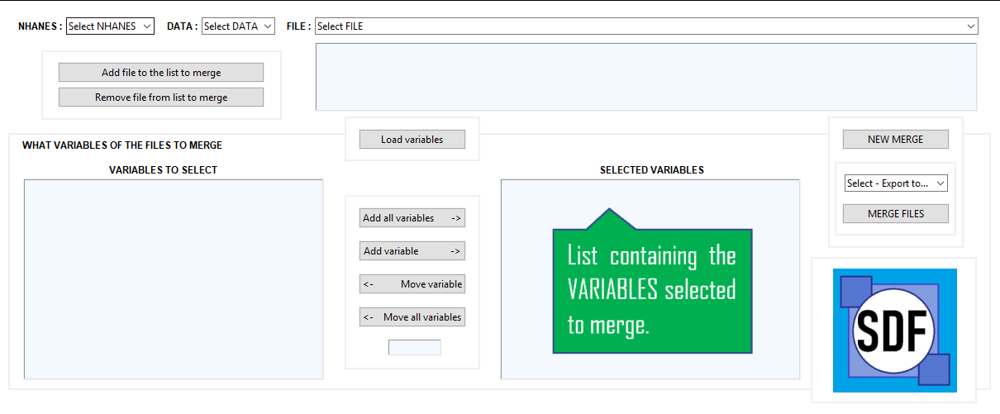 NHANES : Select NHANES DATA : Select DATA FILE : Select FILE
Add file to the list to merge
Remove file from list to merge
Load variables
NEW MERGE
WHAT VARIABLES OF THE FILES TO MERGE
VARIABLES TO SELECT
SELECTED VARIABLES
Select - Export to...
MERGE FILES
Add all variables ->
Add variable ->
<- Move variable
<- Move all variables
List containing the
VARIABLES selected
to merge.
SDF